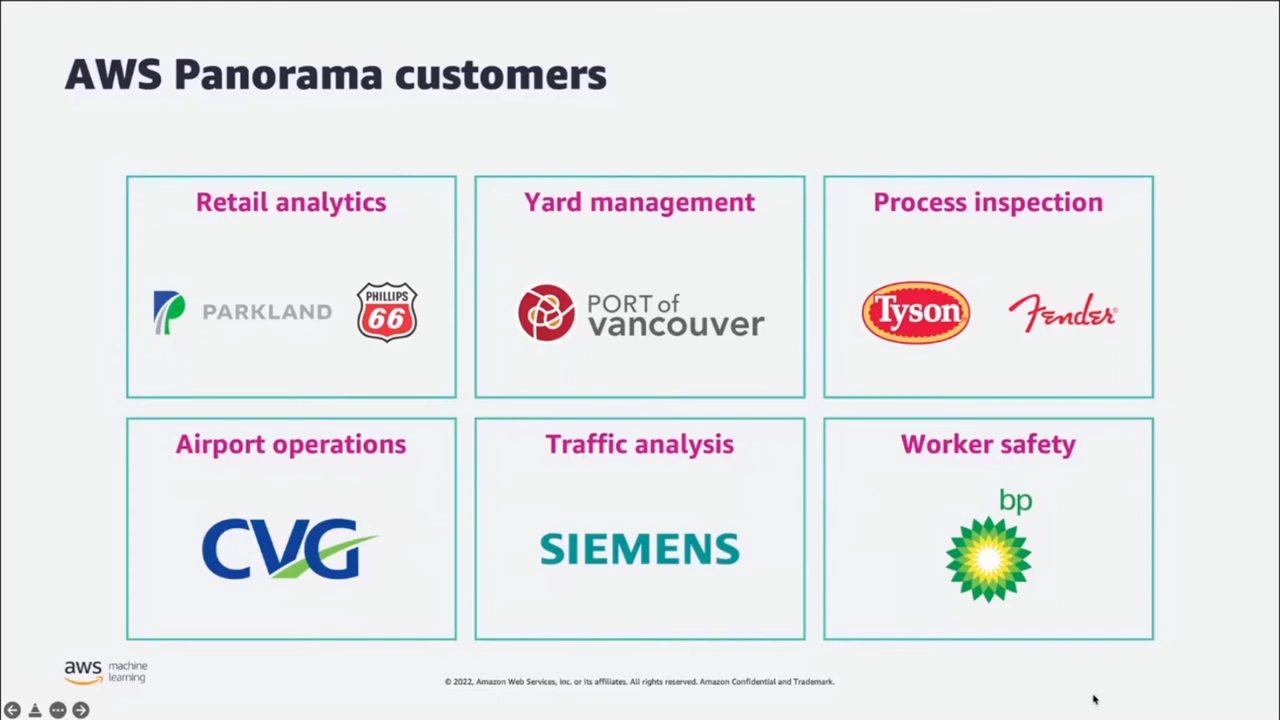 AWS Panorama customers
Retail analytics
PARKLAND
PHILLIPS
66
Yard management
PORT of
vancouver
Process inspection
Tyson
Fender®
Airport operations
CVG
Traffic analysis
SIEMENS
Worker safety
bp
aws machine
learning
© 2022, Amazon Web Services, Inc. or its affiliates. All rights reserved. Amazon Confidential and Trademark.